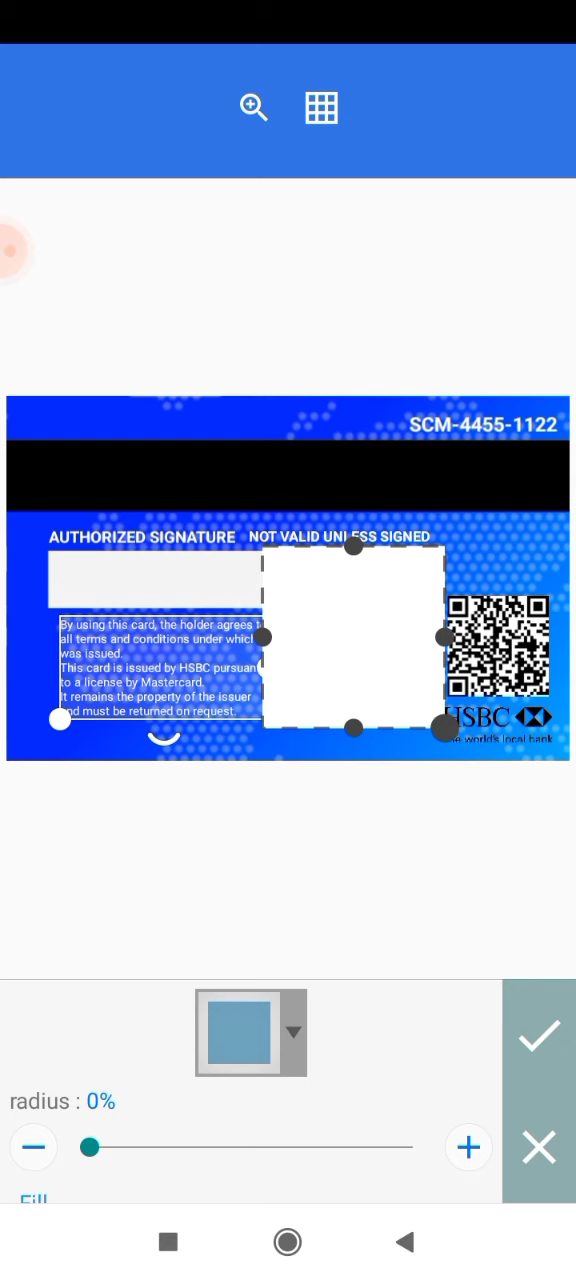 SCM-4455-1122
AUTHORIZED SIGNATURE NOT VALID UNLESS SIGNED
By using this card, the holder agrees
all terms and conditions under which
was issued.
This card is issued by HSBC pursuan
to a license by Mastercard.
It remains the property of the issuer
and must be returned on request.
HSBC
world's local bank
radius : 0%
Fill